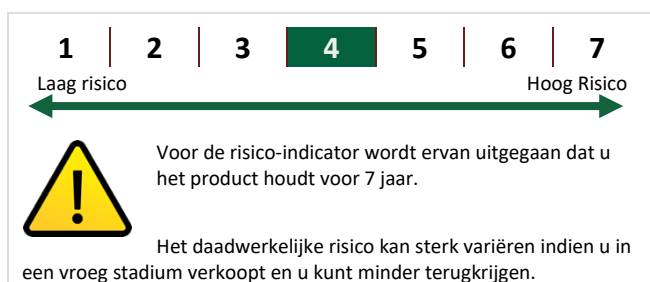 1 2 3 4 5 6 7
Laag risico Hoog Risico
Voor de risico-indicator wordt ervan uitgegaan dat u
het product houdt voor 7 jaar.
Het daadwerkelijke risico kan sterk variëren indien u in
een vroeg stadium verkoopt en u kunt minder terugkrijgen.